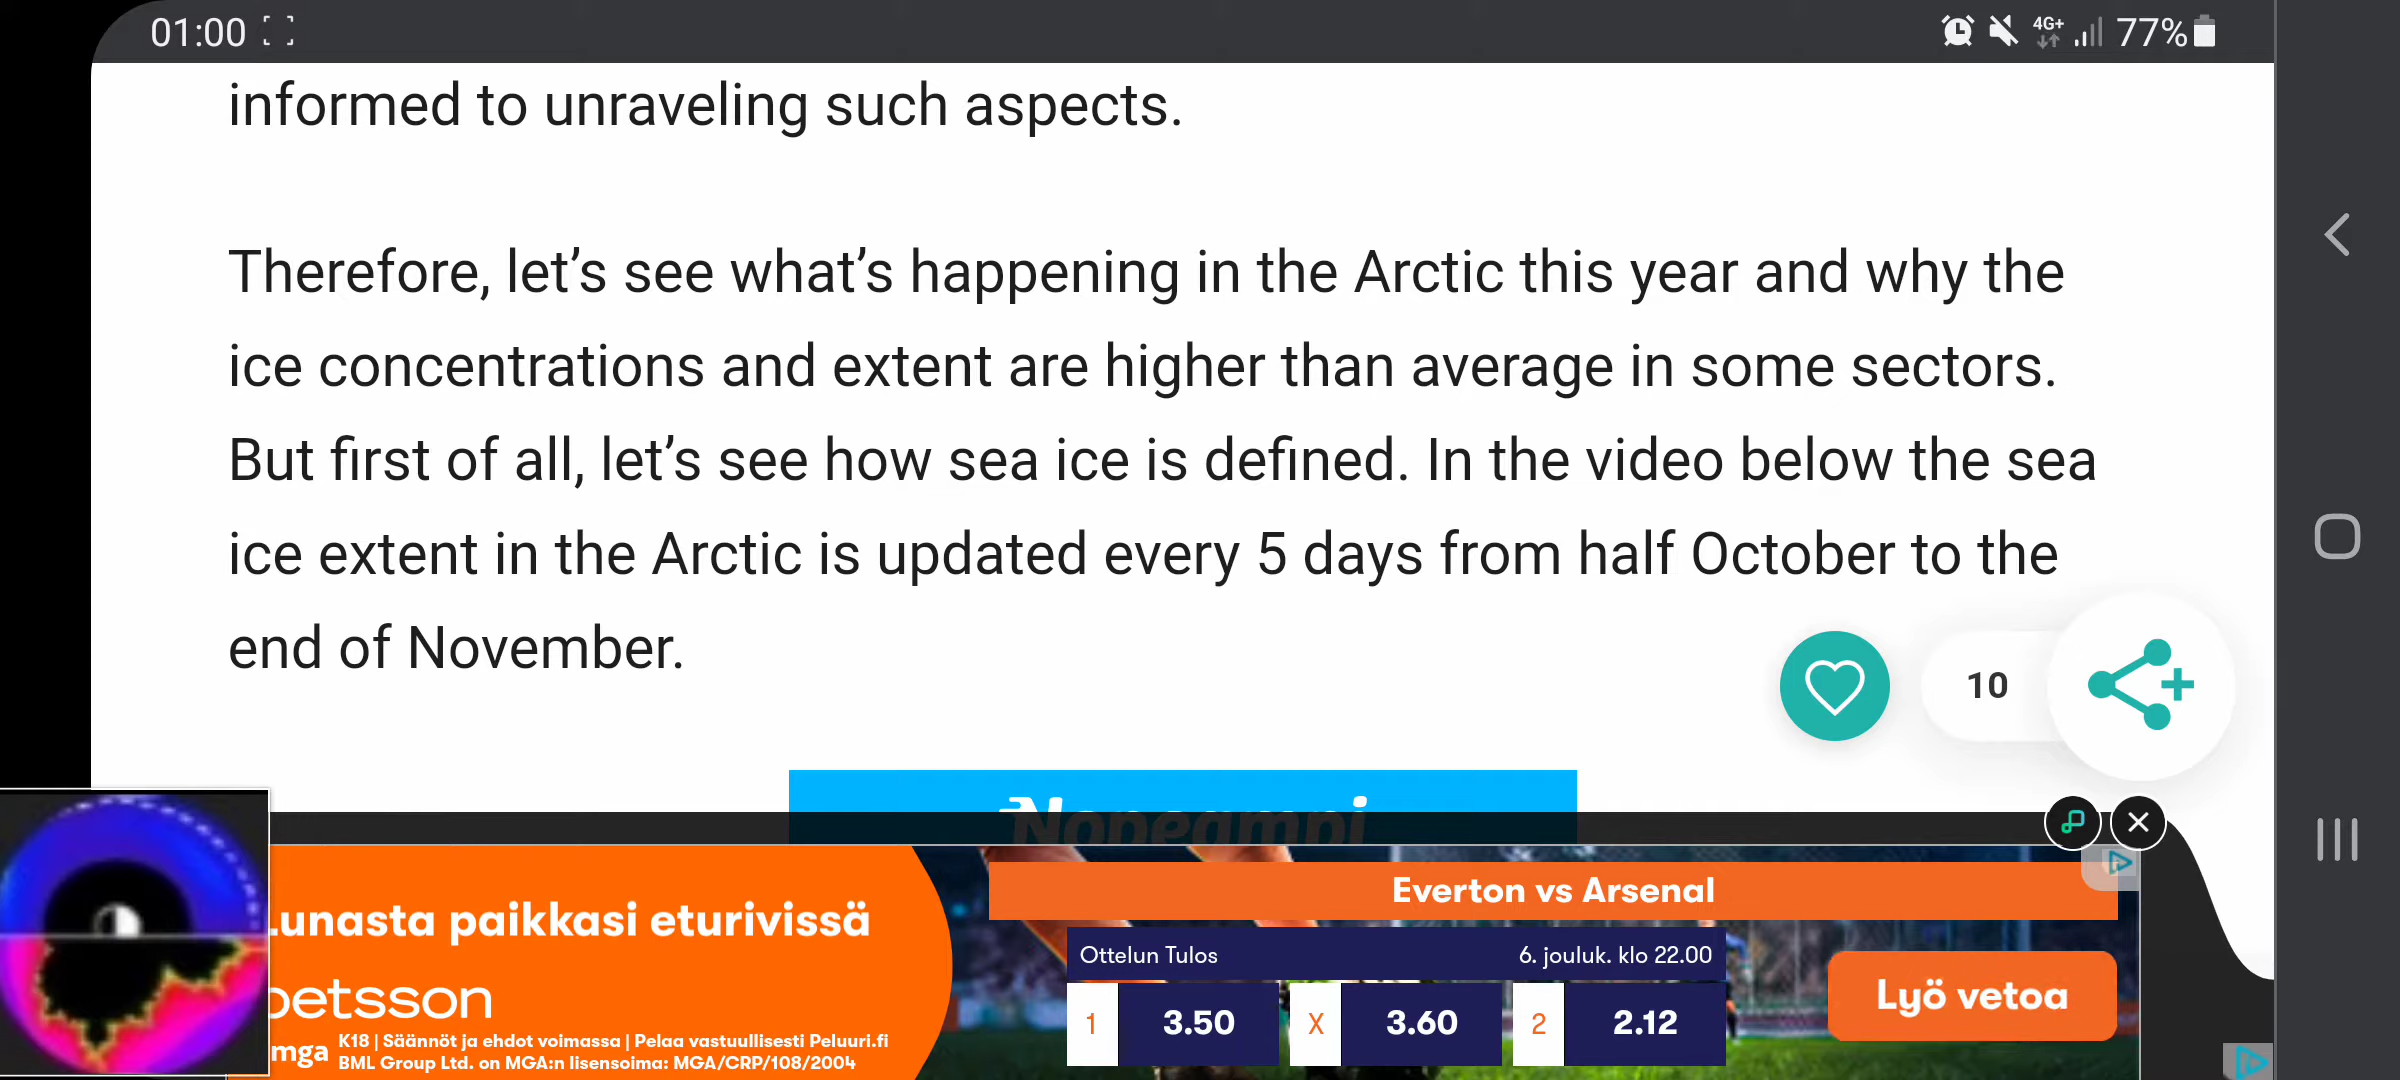 01:00
4G+
77%
informed to unraveling such aspects.
Therefore, let’s see what’s happening in the Arctic this year and why the
ice concentrations and extent are higher than average in some sectors.
But first of all, let’s see how sea ice is defined. In the video below the sea
ice extent in the Arctic is updated every 5 days from half October to the
end of November.
10
Nopeampi
Lunasta paikkasi eturivissä
betsson
mga
K18 | Säännöt ja ehdot voimassa | Pelaa vastuullisesti Peluuri.fi
BML Group Ltd. on MGA:n lisensoima: MGA/CRP/108/2004
Everton vs Arsenal
Ottelun Tulos
6. jouluk. klo 22.00
1 3.50 X 3.60 2 2.12
Lyö vetoa